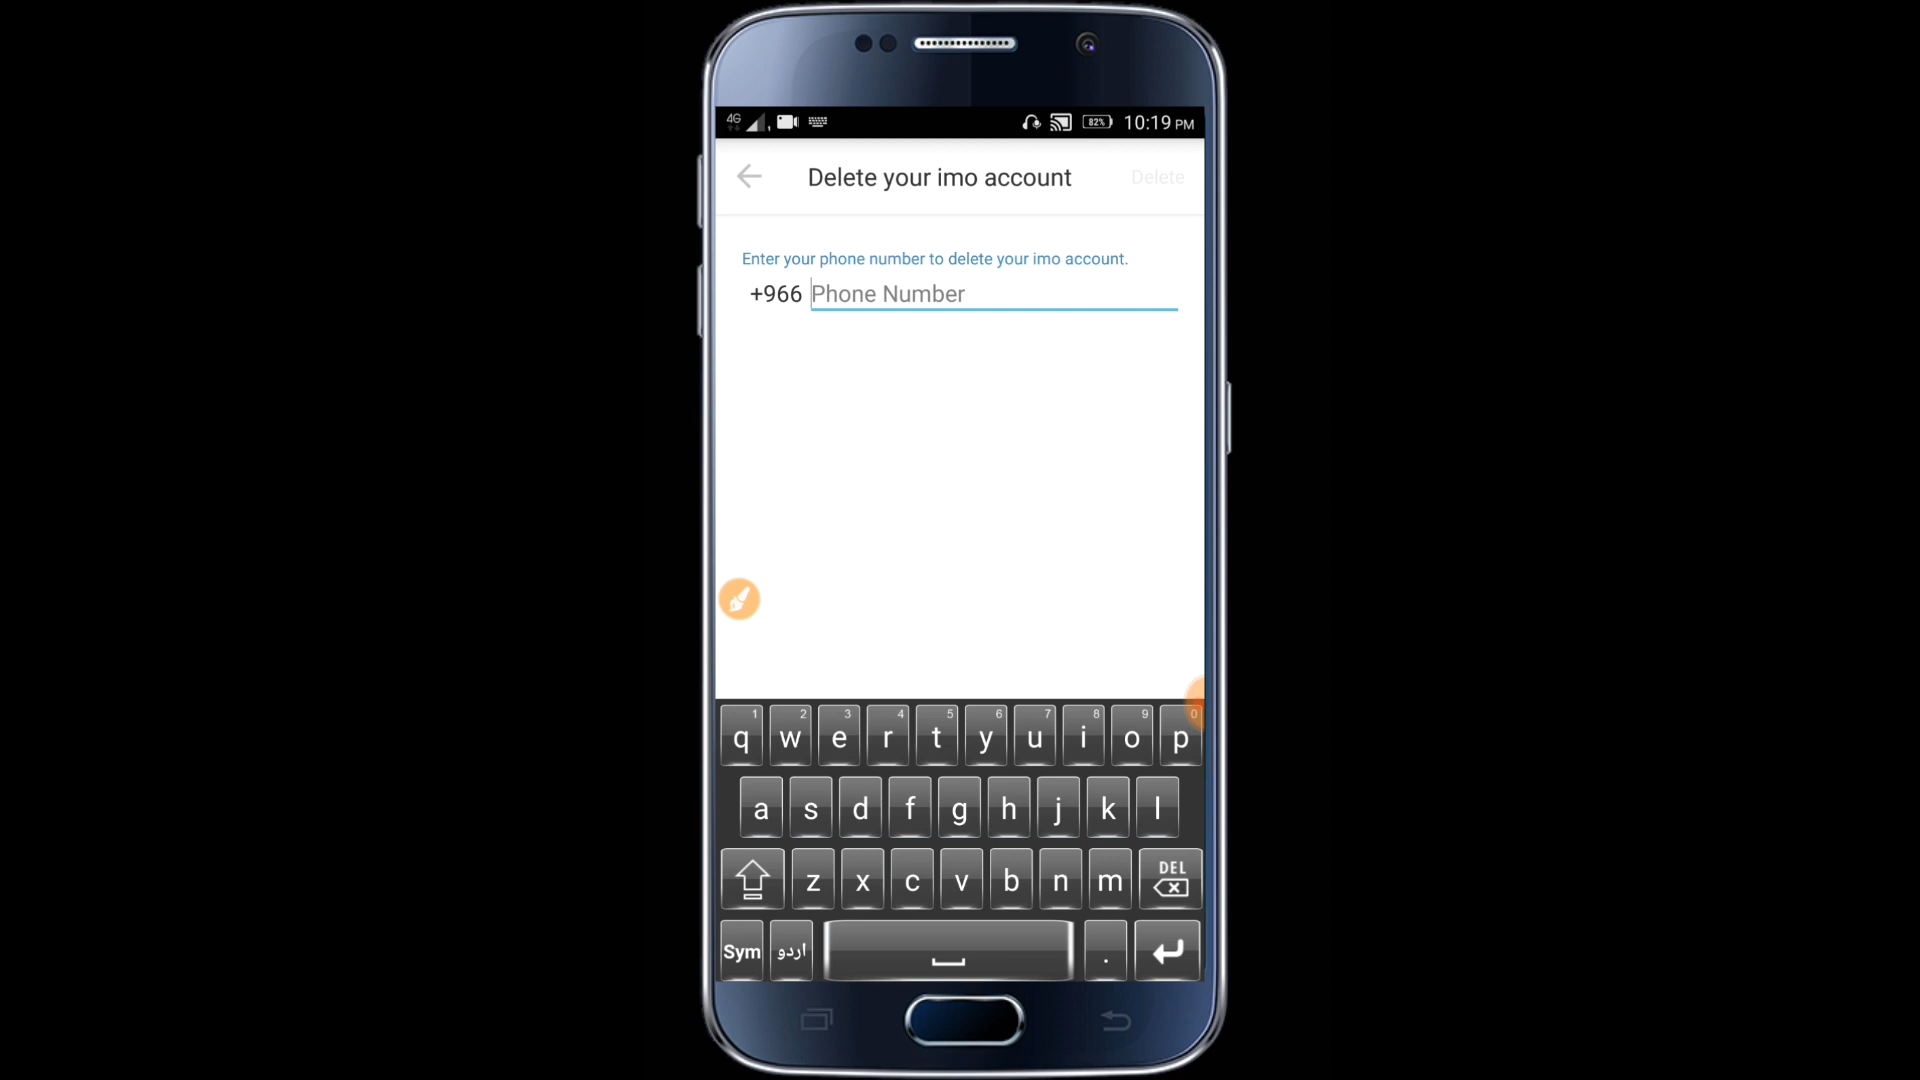 4G 82% 10:19 PM
Delete your imo account Delete
Enter your phone number to delete your imo account.
+966 Phone Number
1 2 3 4 5 6 7 8 9 0
q w e r t y u i o p
a s d f g h j k l
z x c v b n m DEL
Sym اردو .